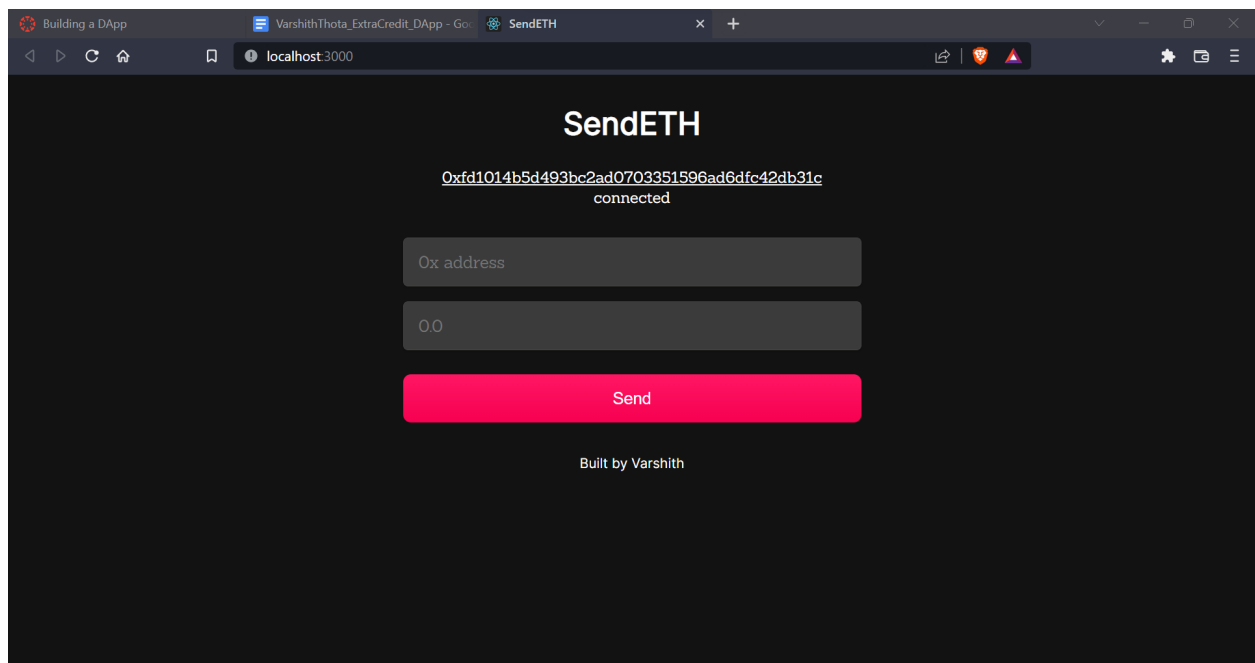 Building a DApp
VarshithThota_ExtraCredit_DApp - Goo
SendETH
localhost:3000
SendETH
0xfd1014b5d493bc2ad0703351596ad6dfc42db31c
connected
0x address
0.0
Send
Built by Varshith